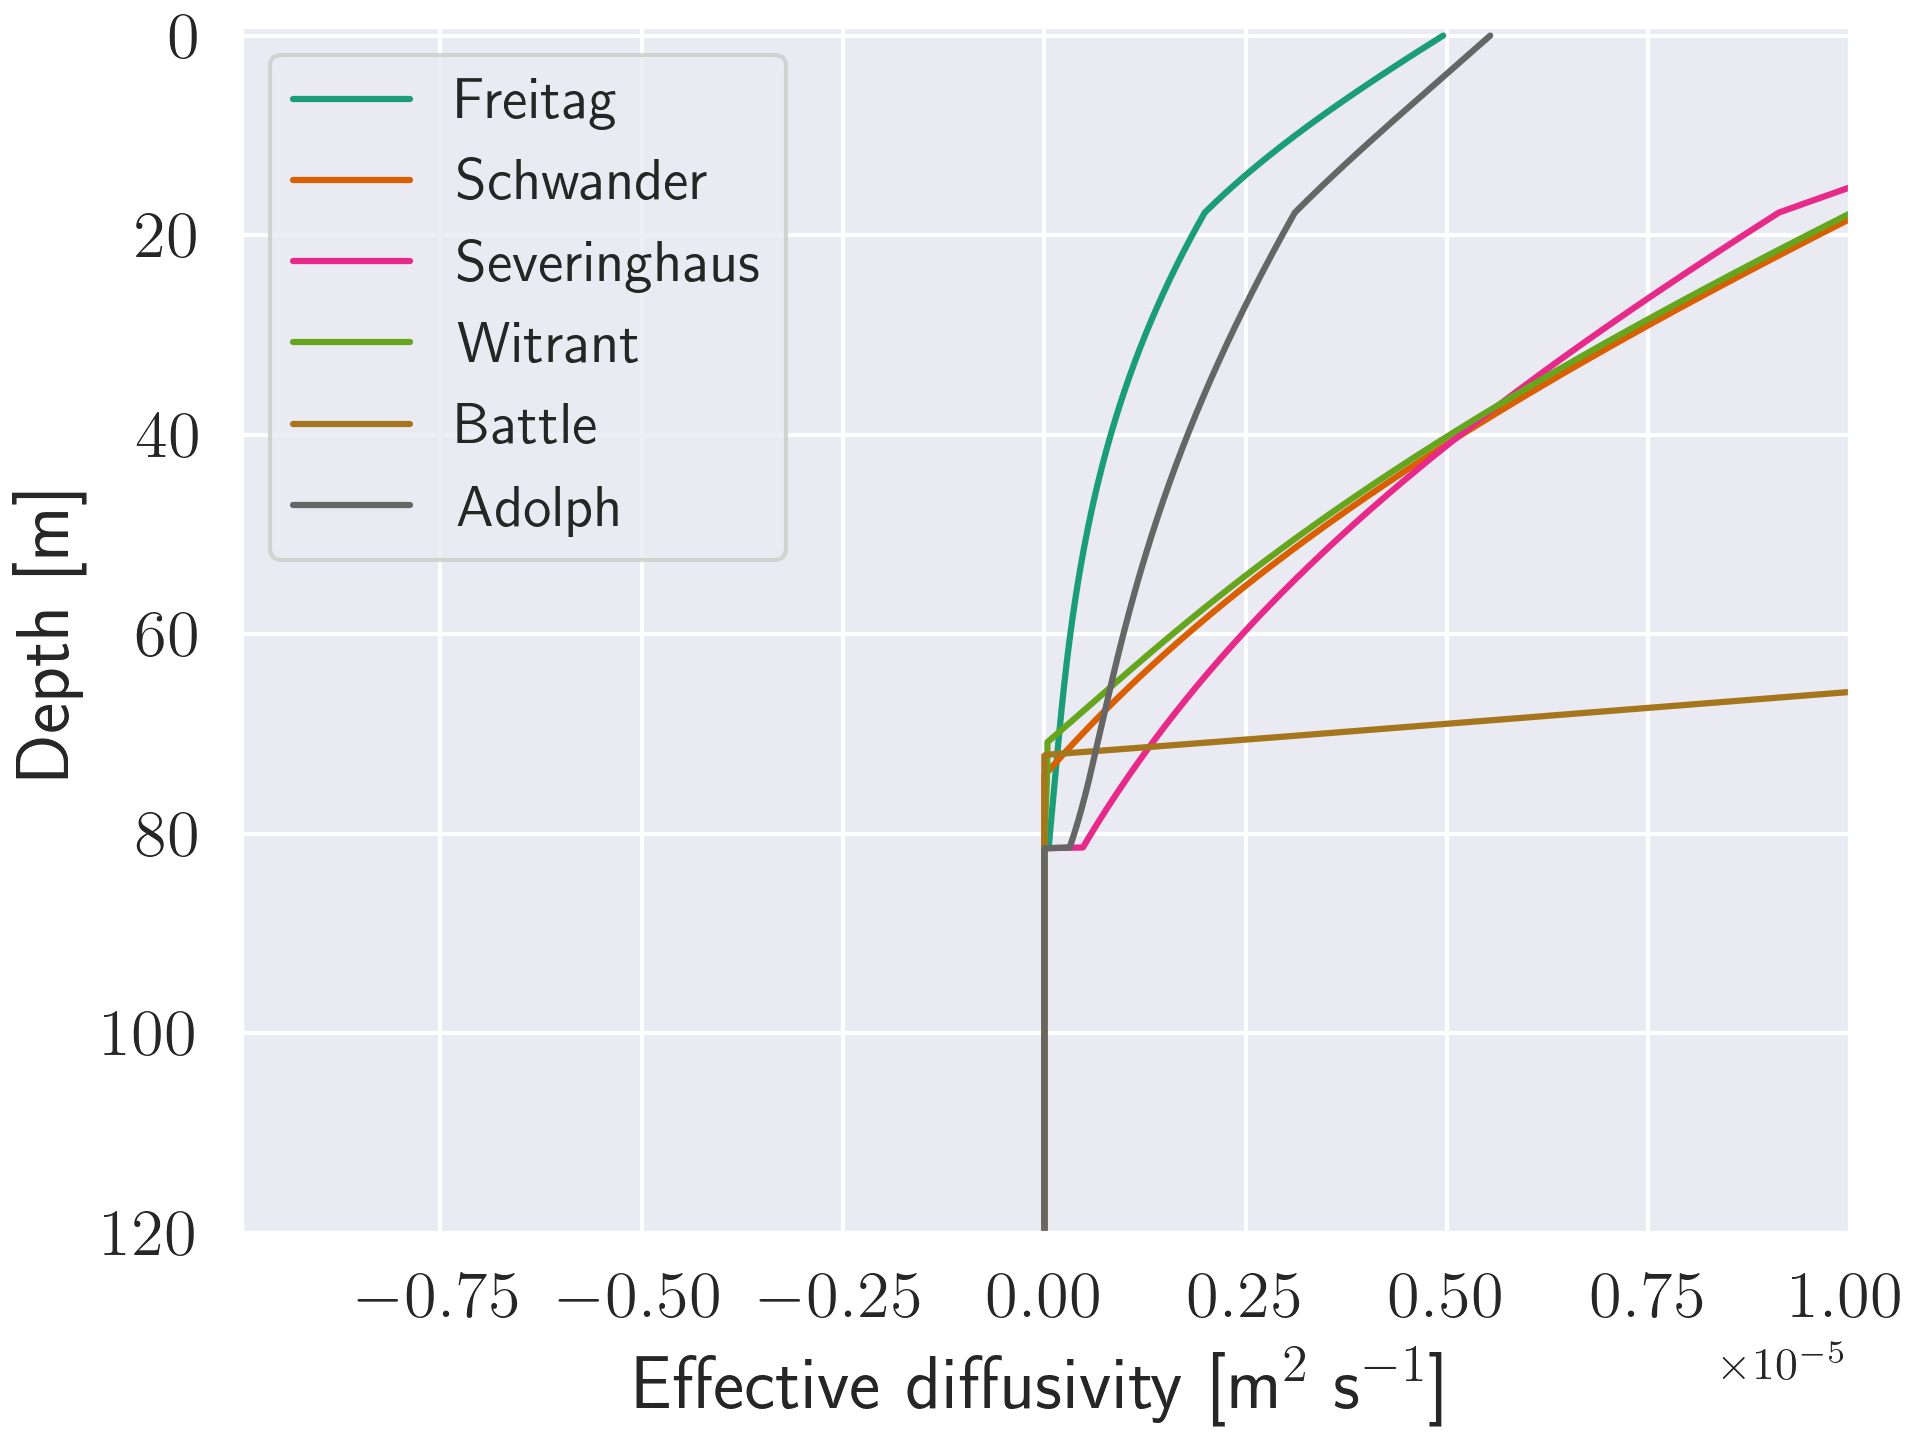 0
20
40
60
80
100
120
Depth [m]
Freitag
Schwander
Severinghaus
Witrant
Battle
Adolph
−0.75 −0.50 −0.25 0.00 0.25 0.50 0.75 1.00
×10⁻⁵
Effective diffusivity [m² s⁻¹]